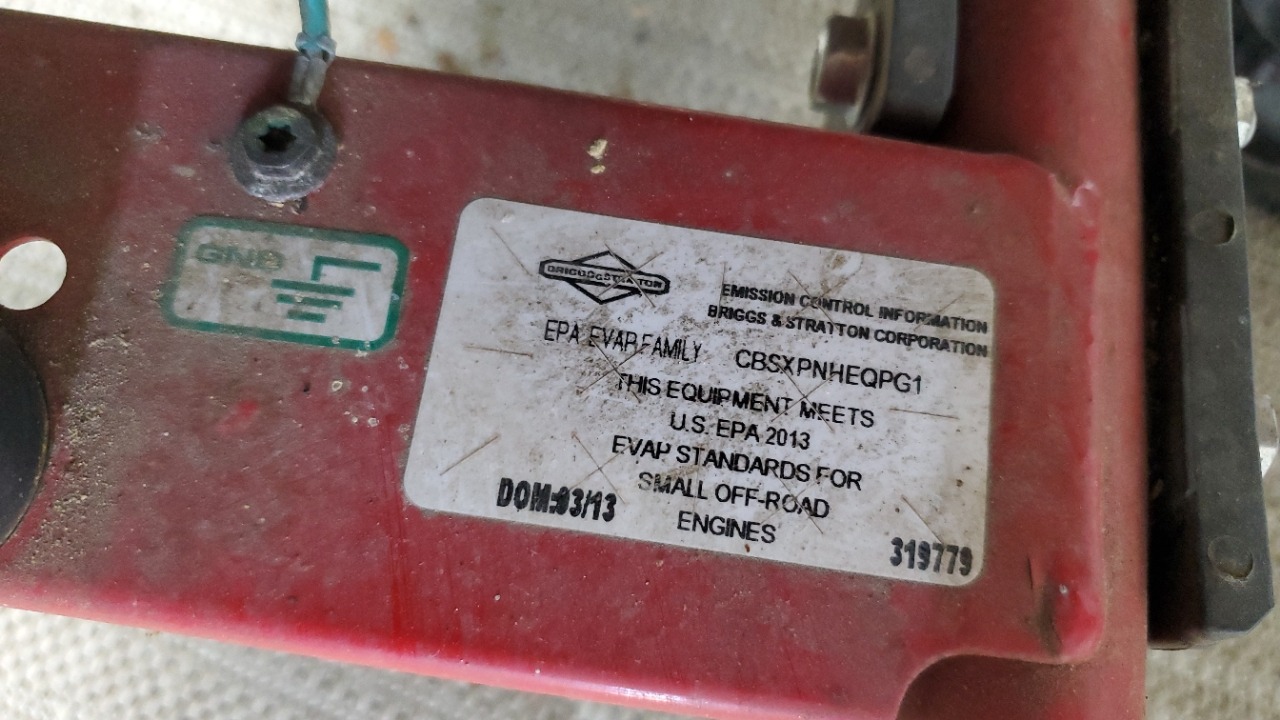 GND
BRIGGS&STRATTON
EMISSION CONTROL INFORMATION
BRIGGS & STRATTON CORPORATION
EPA EVAP FAMILY CBSXPNHEQPG1
THIS EQUIPMENT MEETS
U.S. EPA 2013
EVAP STANDARDS FOR
SMALL OFF-ROAD
ENGINES
DOM:03/13
319779